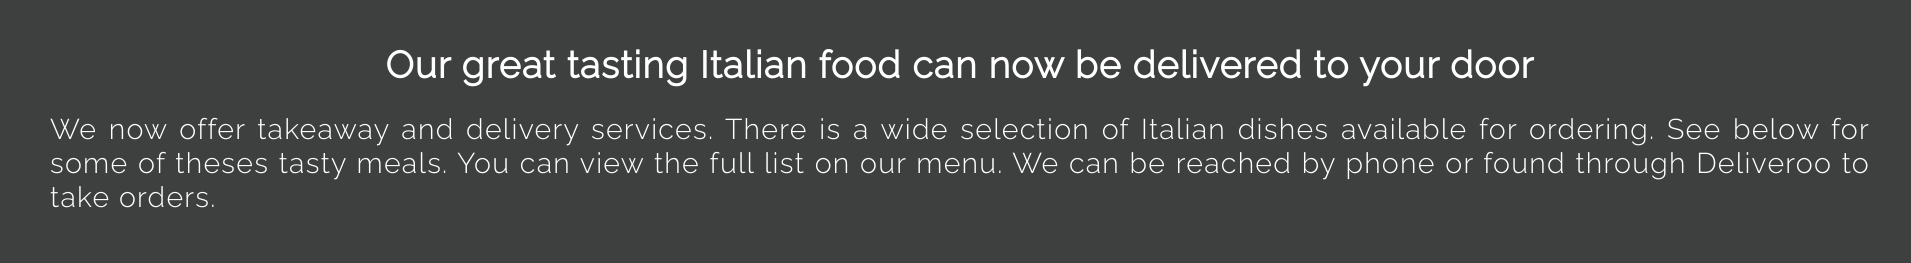 Our great tasting Italian food can now be delivered to your door
We now offer takeaway and delivery services. There is a wide selection of Italian dishes available for ordering. See below for
some of theses tasty meals. You can view the full list on our menu. We can be reached by phone or found through Deliveroo to
take orders.